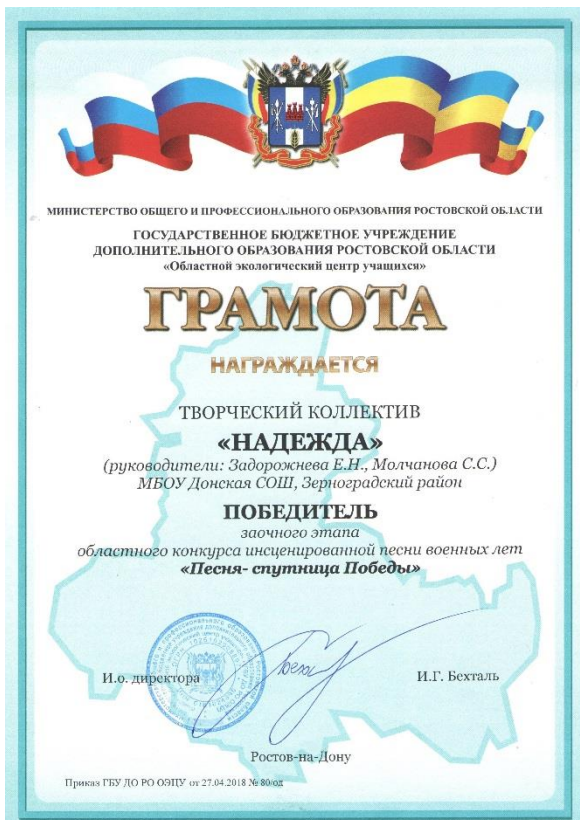 МИНИСТЕРСТВО ОБЩЕГО И ПРОФЕССИОНАЛЬНОГО ОБРАЗОВАНИЯ РОСТОВСКОЙ ОБЛАСТИ
ГОСУДАРСТВЕННОЕ БЮДЖЕТНОЕ УЧРЕЖДЕНИЕ
ДОПОЛНИТЕЛЬНОГО ОБРАЗОВАНИЯ РОСТОВСКОЙ ОБЛАСТИ
«Областной экологический центр учащихся»
ГРАМОТА
НАГРАЖДАЕТСЯ
ТВОРЧЕСКИЙ КОЛЛЕКТИВ
«НАДЕЖДА»
(руководители: Задорожнева Е.Н., Молчанова С.С.)
МБОУ Донская СОШ, Зерноградский район
ПОБЕДИТЕЛЬ
заочного этапа
областного конкурса инсценированной песни военных лет
«Песня- спутница Победы»
И.о. директора
И.Г. Бехталь
Ростов-на-Дону
Приказ ГБУ ДО РО ОЭЦУ от 27.04.2018 № 80/од